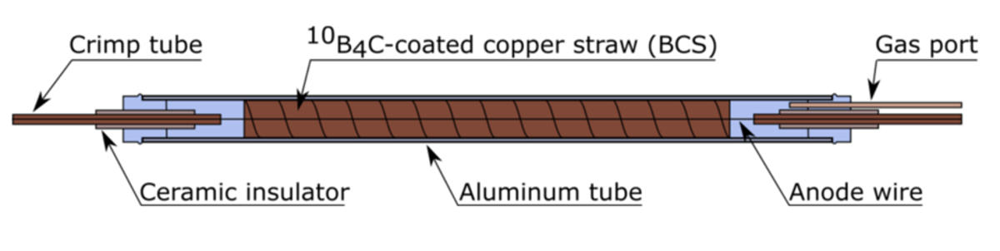 Crimp tube
¹⁰B₄C-coated copper straw (BCS)
Gas port
Ceramic insulator
Aluminum tube
Anode wire